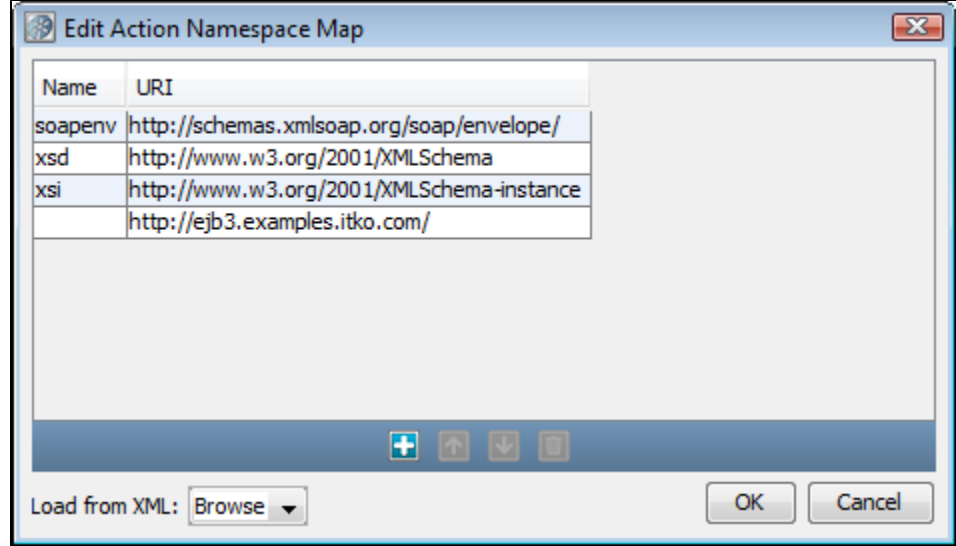 Edit Action Namespace Map
Name URI
soapenv http://schemas.xmlsoap.org/soap/envelope/
xsd http://www.w3.org/2001/XMLSchema
xsi http://www.w3.org/2001/XMLSchema-instance
http://ejb3.examples.itko.com/
Load from XML: Browse OK Cancel